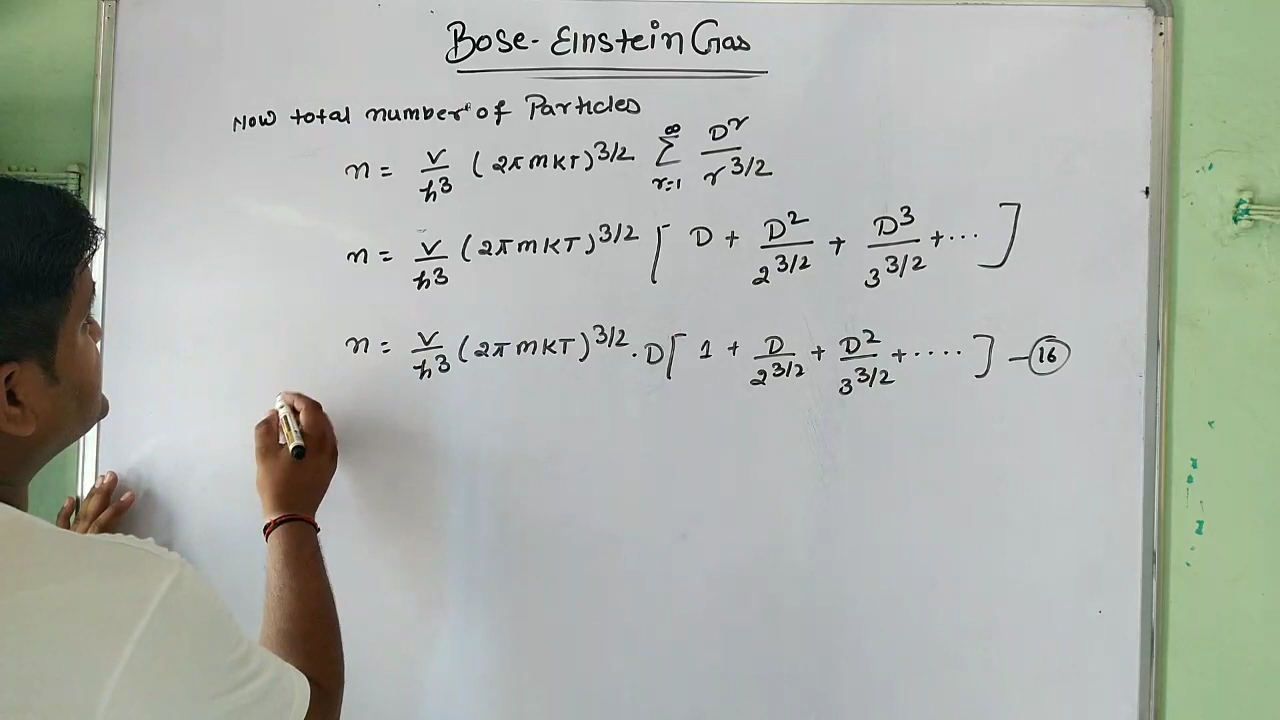 Bose-Einstein Gas
Now total number of Particles
n = V/h³ (2πmKT)^3/2 ∑_{r=1}^{∞} D^r/r^3/2
n = V/h³ (2πmKT)^3/2 [ D + D²/2^3/2 + D³/3^3/2 + ... ]
n = V/h³ (2πmKT)^3/2 . D [ 1 + D/2^3/2 + D²/3^3/2 + .... ] — (16)